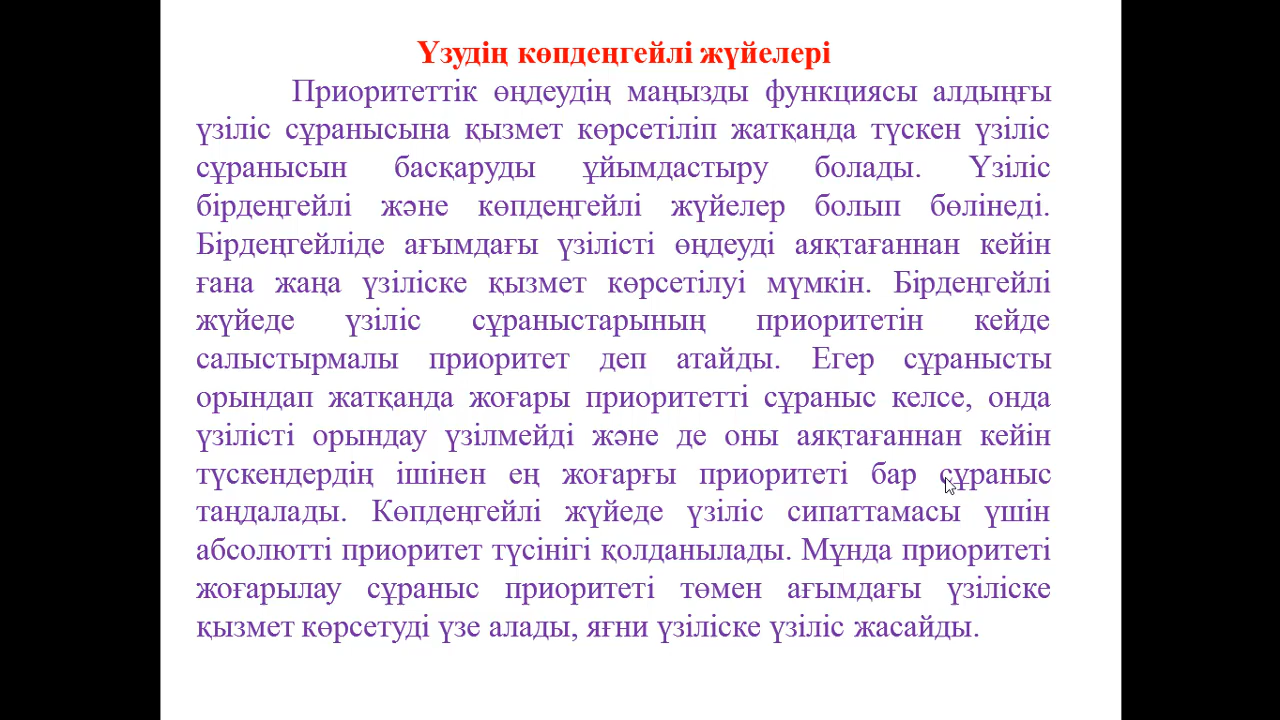 Үзудің көпдеңгейлі жүйелері
Приоритеттік өңдеудің маңызды функциясы алдыңғы
үзіліс сұранысына қызмет көрсетіліп жатқанда түскен үзіліс
сұранысын басқаруды ұйымдастыру болады. Үзіліс
бірдеңгейлі және көпдеңгейлі жүйелер болып бөлінеді.
Бірдеңгейліде ағымдағы үзілісті өңдеуді аяқтағаннан кейін
ғана жаңа үзіліске қызмет көрсетілуі мүмкін. Бірдеңгейлі
жүйеде үзіліс сұраныстарының приоритетін кейде
салыстырмалы приоритет деп атайды. Егер сұранысты
орындап жатқанда жоғары приоритетті сұраныс келсе, онда
үзілісті орындау үзілмейді және де оны аяқтағаннан кейін
түскендердің ішінен ең жоғарғы приоритеті бар сұраныс
таңдалады. Көпдеңгейлі жүйеде үзіліс сипаттамасы үшін
абсолютті приоритет түсінігі қолданылады. Мұнда приоритеті
жоғарылау сұраныс приоритеті төмен ағымдағы үзіліске
қызмет көрсетуді үзе алады, яғни үзіліске үзіліс жасайды.